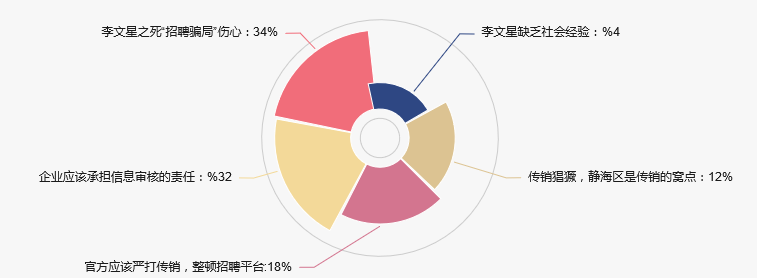 李文星之死“招聘骗局”伤心：34%
李文星缺乏社会经验：%4
企业应该承担信息审核的责任：%32
传销猖獗，静海区是传销的窝点：12%
官方应该严打传销，整顿招聘平台:18%